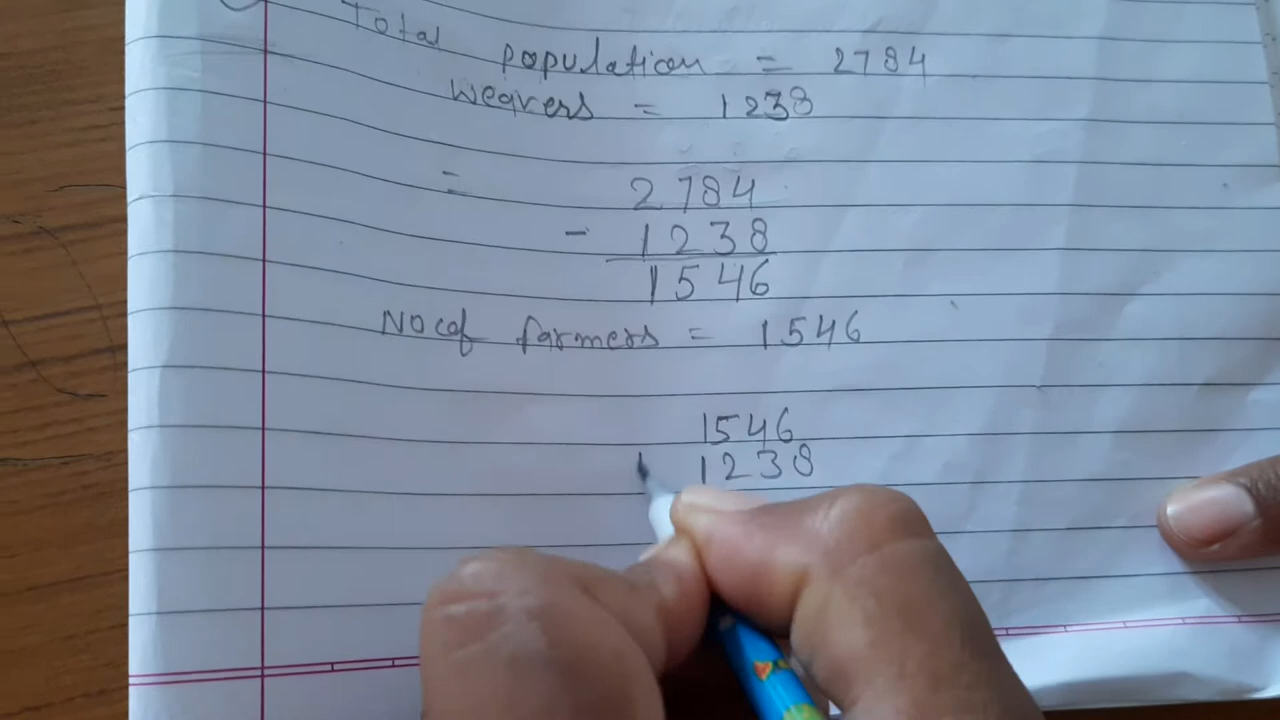 Total
population = 2784
Weavers = 1238
= 2784
- 1238
1546
No of farmers = 1546
1546
1238